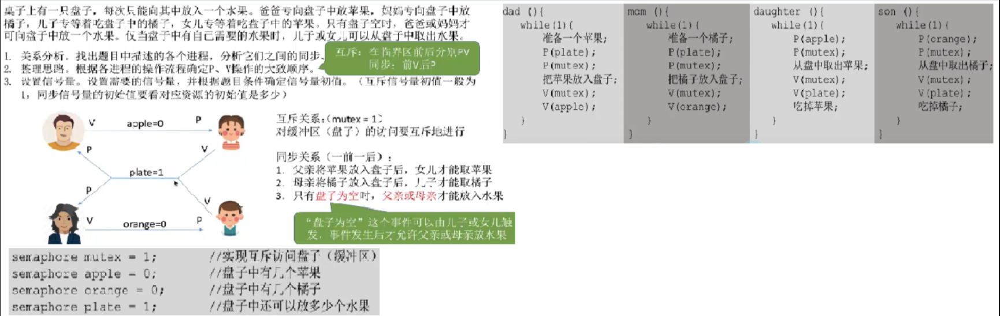 桌子上有一只盘子，每次只能向其中放入一个水果。爸爸专向盘子中放苹果，妈妈专向盘子中放
橘子，儿子专等着吃盘子中的橘子，女儿专等着吃盘子中的苹果。只有盘子空时，爸爸或妈妈才
可向盘子中放一个水果。仅当盘子中有自己需要的水果时，儿子或女儿可以从盘子中取出水果。
1. 关系分析。找出题目中描述的各个进程，分析它们之间的同步、
2. 整理思路。根据各进程的操作流程确定P、V操作的大致顺序。
3. 设置信号量。设置需要的信号量，并根据题目条件确定信号量初值。（互斥信号量初值一般为
1，同步信号量的初始值要看对应资源的初始值是多少）
互斥：在临界区前后分别PV
同步：前V后P
V apple=0 P
P V
plate=1
P V
V orange=0 P
互斥关系：（mutex = 1）
对缓冲区（盘子）的访问要互斥地进行
同步关系（一前一后）：
1. 父亲将苹果放入盘子后，女儿才能取苹果
2. 母亲将橘子放入盘子后，儿子才能取橘子
3. 只有盘子为空时，父亲或母亲才能放入水果
“盘子为空”这个事件可以由儿子或女儿触
发，事件发生后才允许父亲或母亲放水果
semaphore mutex = 1; //实现互斥访问盘子（缓冲区）
semaphore apple = 0; //盘子中有几个苹果
semaphore orange = 0; //盘子中有几个橘子
semaphore plate = 1; //盘子中还可以放多少个水果
dad (){
while(1){
准备一个苹果;
P(plate);
P(mutex);
把苹果放入盘子;
V(mutex);
V(apple);
}
}
mom (){
while(1){
准备一个橘子;
P(plate);
P(mutex);
把橘子放入盘子;
V(mutex);
V(orange);
}
}
daughter (){
while(1){
P(apple);
P(mutex);
从盘中取出苹果;
V(mutex);
V(plate);
吃掉苹果;
}
}
son (){
while(1){
P(orange);
P(mutex);
从盘中取出橘子;
V(mutex);
V(plate);
吃掉橘子;
}
}